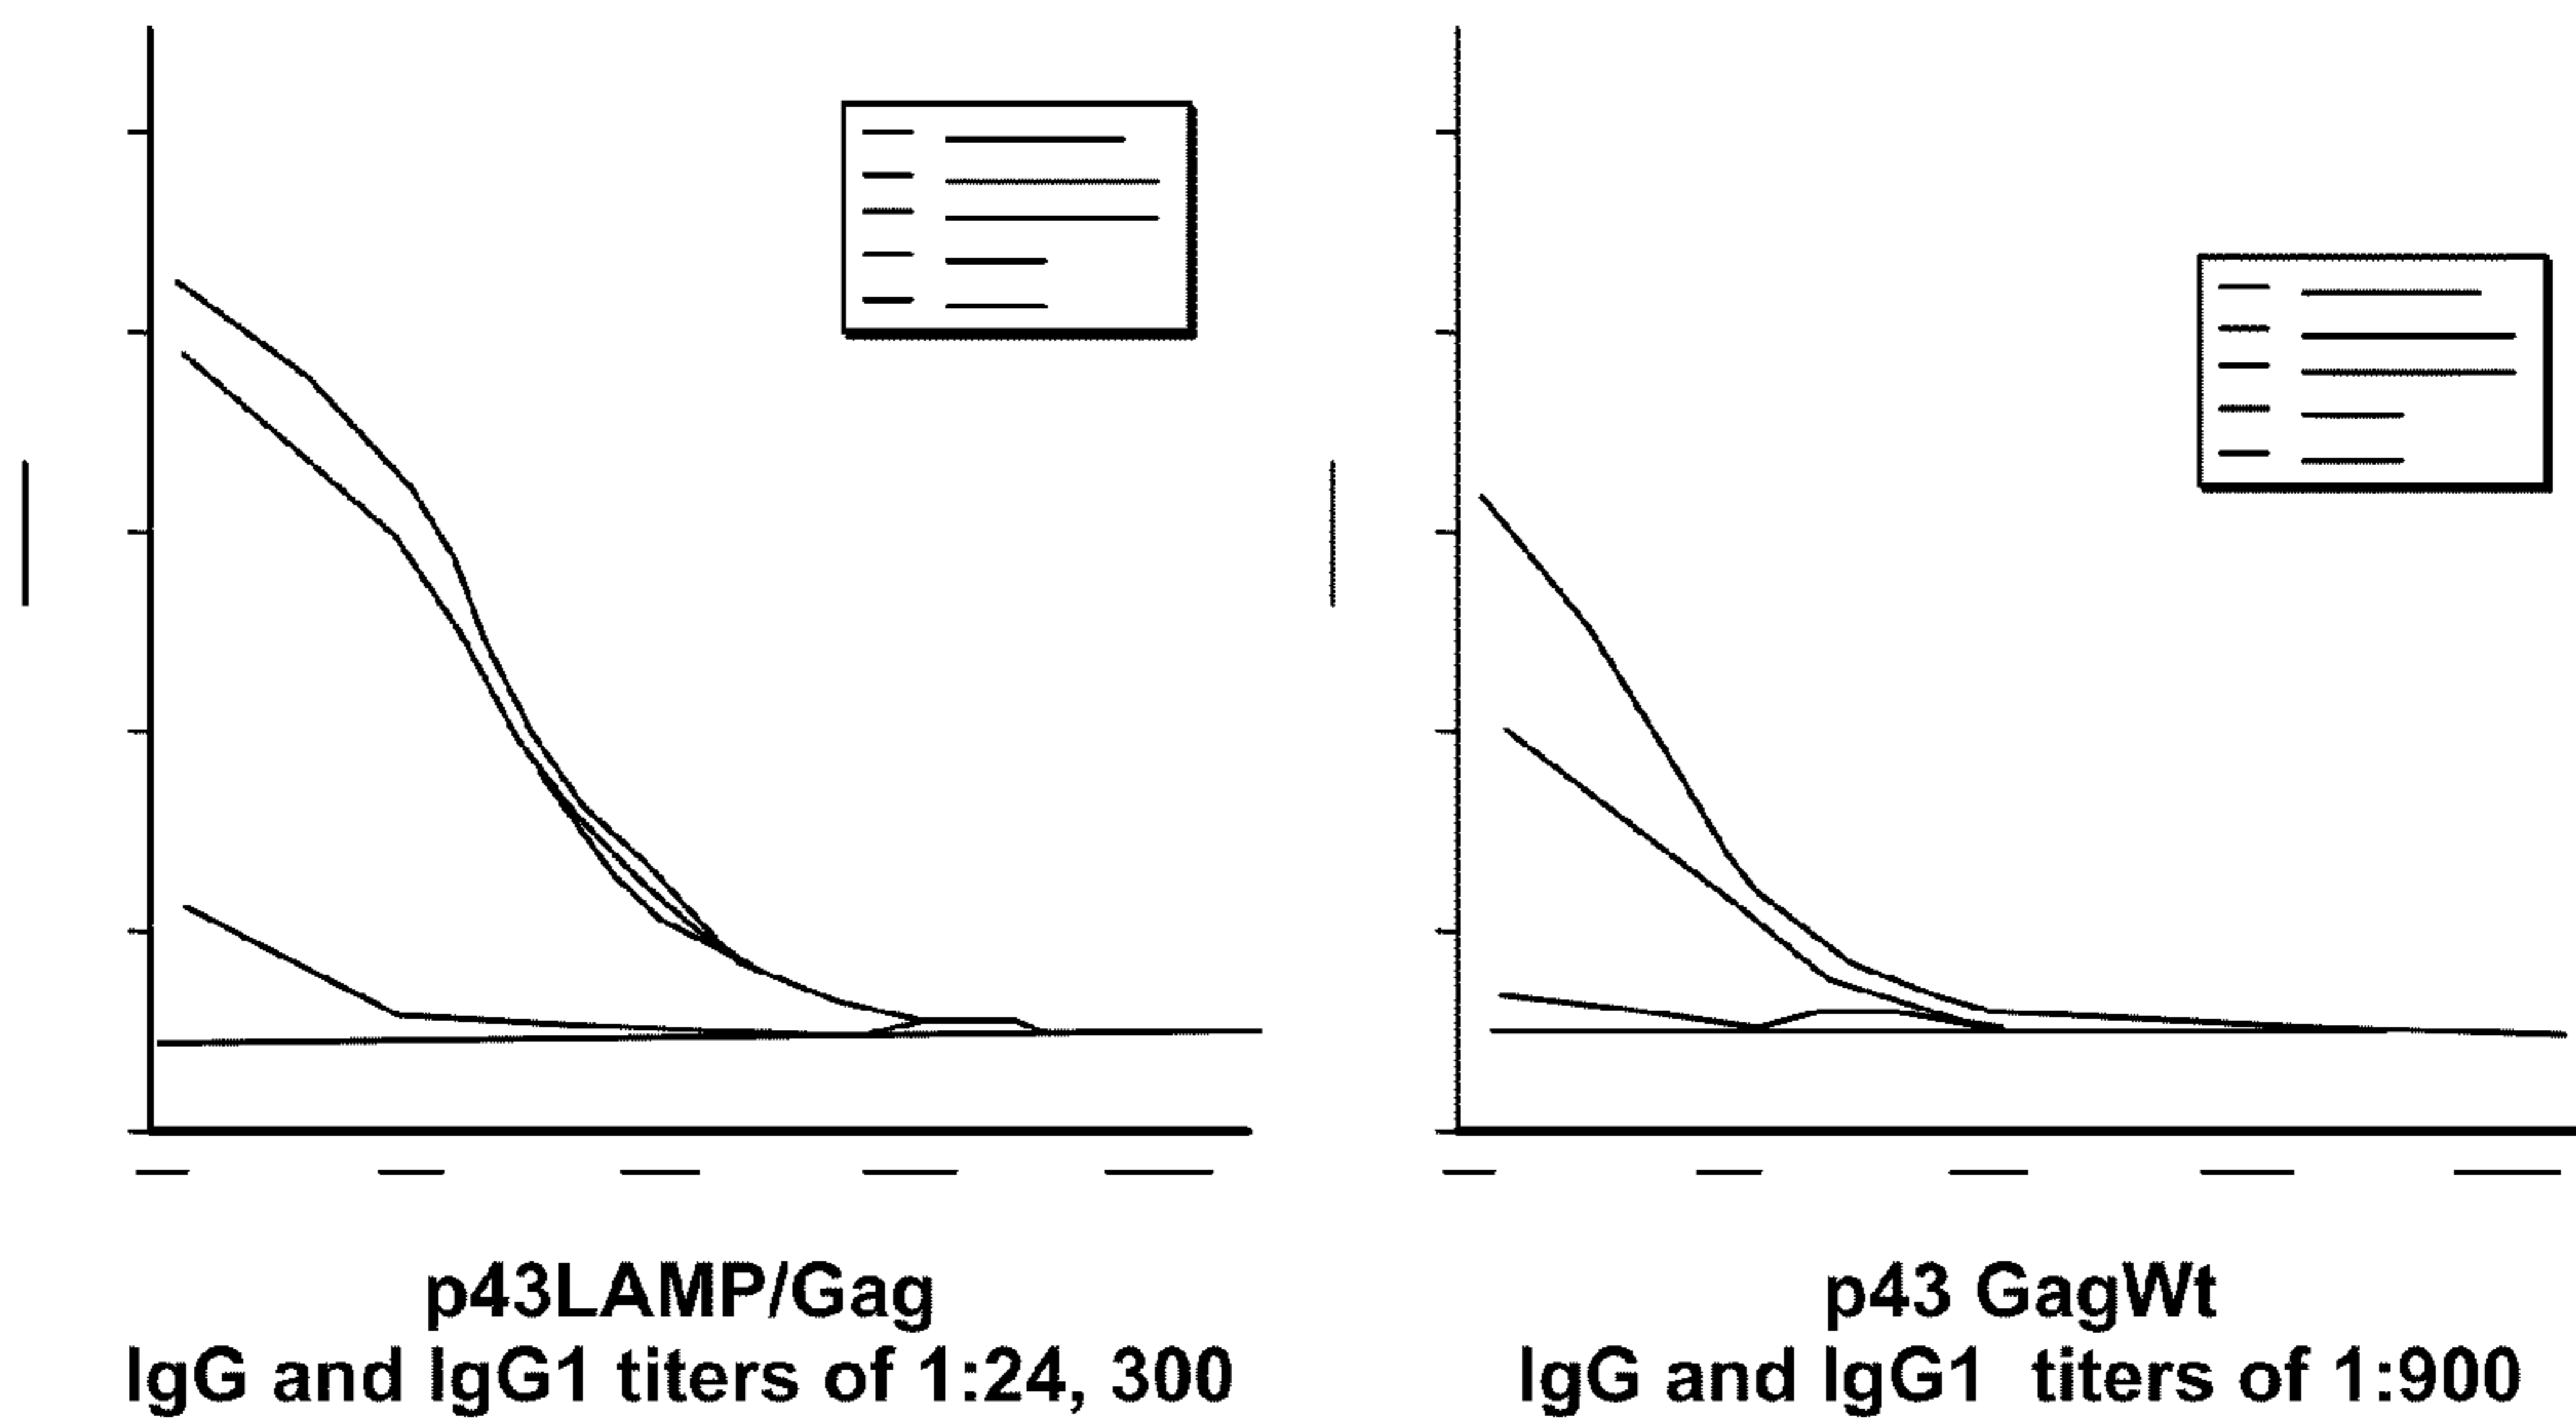 p43LAMP/Gag
IgG and IgG1 titers of 1:24, 300
p43 GagWt
IgG and IgG1 titers of 1:900